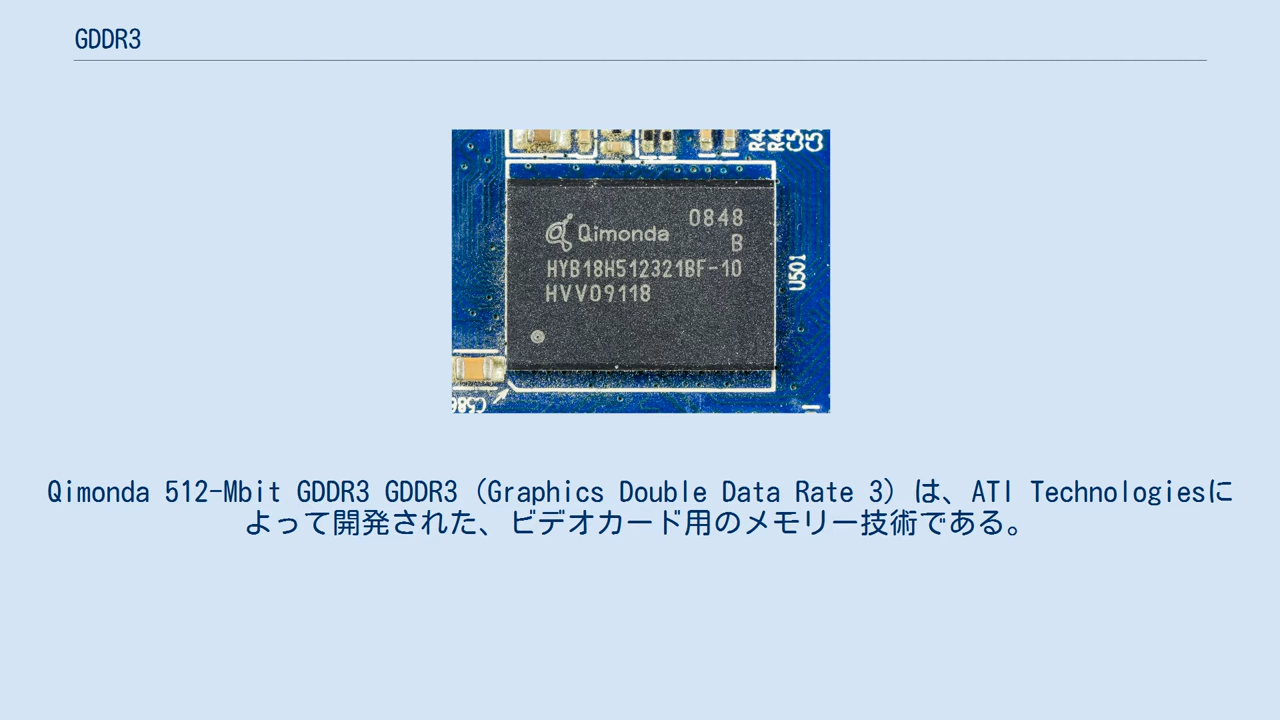 GDDR3
Qimonda
0848
B
HYB18H512321BF-10
HVV09118
U501
Qimonda 512-Mbit GDDR3 GDDR3（Graphics Double Data Rate 3）は、ATI Technologiesに
よって開発された、ビデオカード用のメモリー技術である。